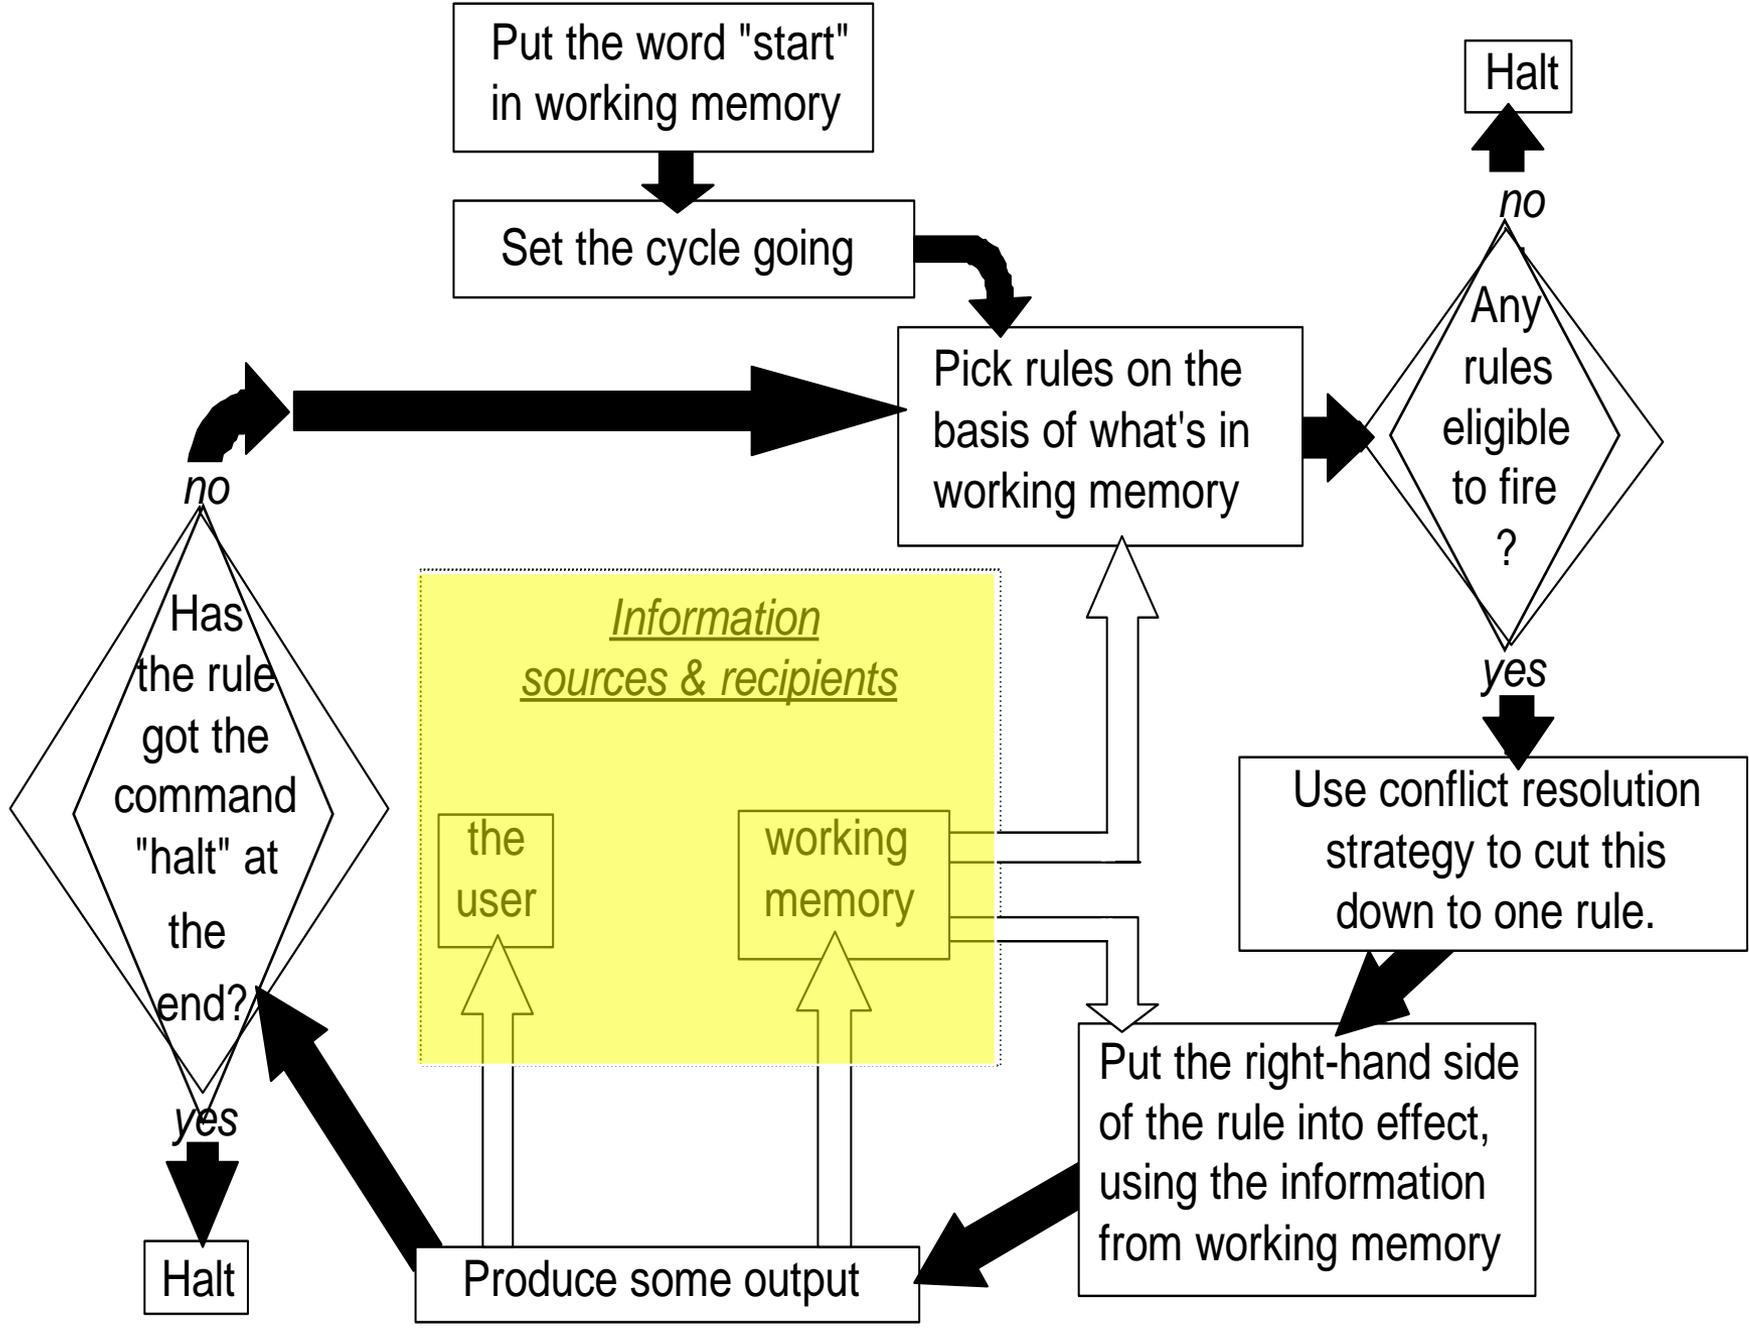 Put the word "start"
in working memory
Set the cycle going
Halt
no
Any
rules
eligible
to fire
?
yes
Pick rules on the
basis of what's in
working memory
no
Has
the rule
got the
command
"halt" at
the
end?
yes
Halt
Information
sources & recipients
the
user
working
memory
Use conflict resolution
strategy to cut this
down to one rule.
Put the right-hand side
of the rule into effect,
using the information
from working memory
Produce some output